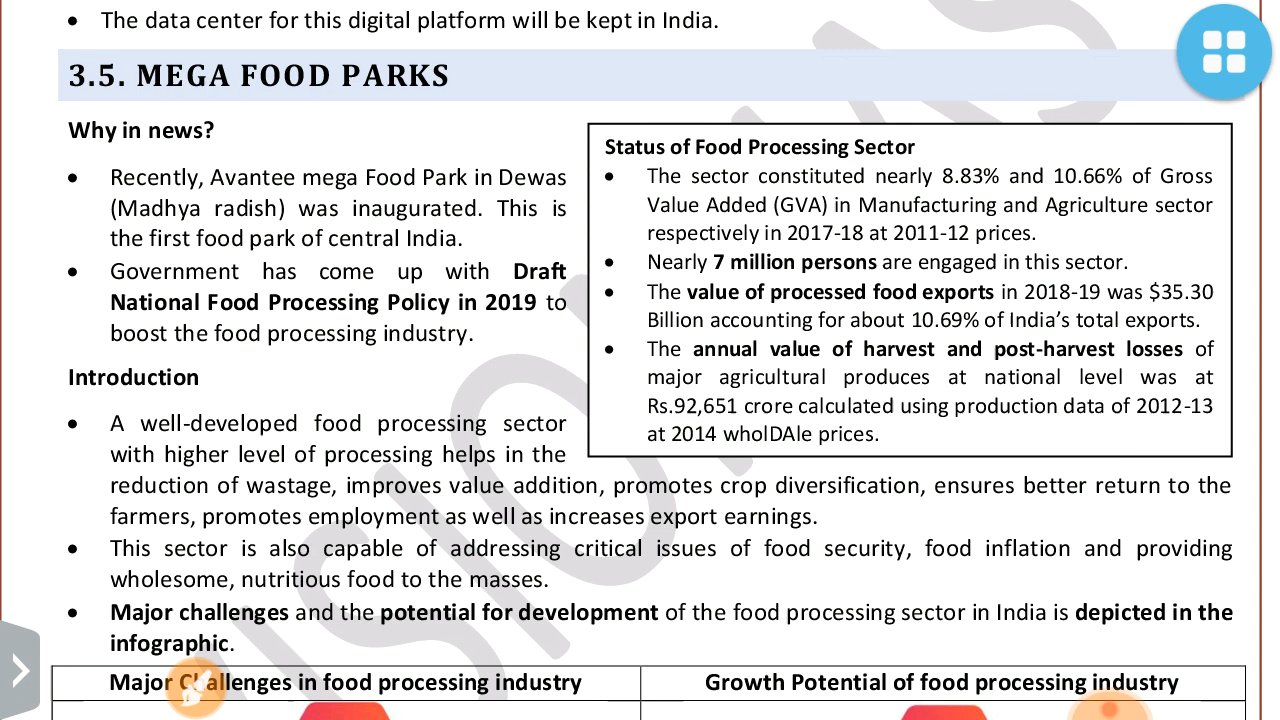 • The data center for this digital platform will be kept in India.
3.5. MEGA FOOD PARKS
Why in news?
• Recently, Avantee mega Food Park in Dewas
(Madhya radish) was inaugurated. This is
the first food park of central India.
• Government has come up with Draft
National Food Processing Policy in 2019 to
boost the food processing industry.
Status of Food Processing Sector
• The sector constituted nearly 8.83% and 10.66% of Gross
Value Added (GVA) in Manufacturing and Agriculture sector
respectively in 2017-18 at 2011-12 prices.
• Nearly 7 million persons are engaged in this sector.
• The value of processed food exports in 2018-19 was $35.30
Billion accounting for about 10.69% of India's total exports.
• The annual value of harvest and post-harvest losses of
major agricultural produces at national level was at
Rs.92,651 crore calculated using production data of 2012-13
at 2014 wholDAle prices.
Introduction
• A well-developed food processing sector
with higher level of processing helps in the
reduction of wastage, improves value addition, promotes crop diversification, ensures better return to the
farmers, promotes employment as well as increases export earnings.
• This sector is also capable of addressing critical issues of food security, food inflation and providing
wholesome, nutritious food to the masses.
• Major challenges and the potential for development of the food processing sector in India is depicted in the
infographic.
Major Challenges in food processing industry
Growth Potential of food processing industry